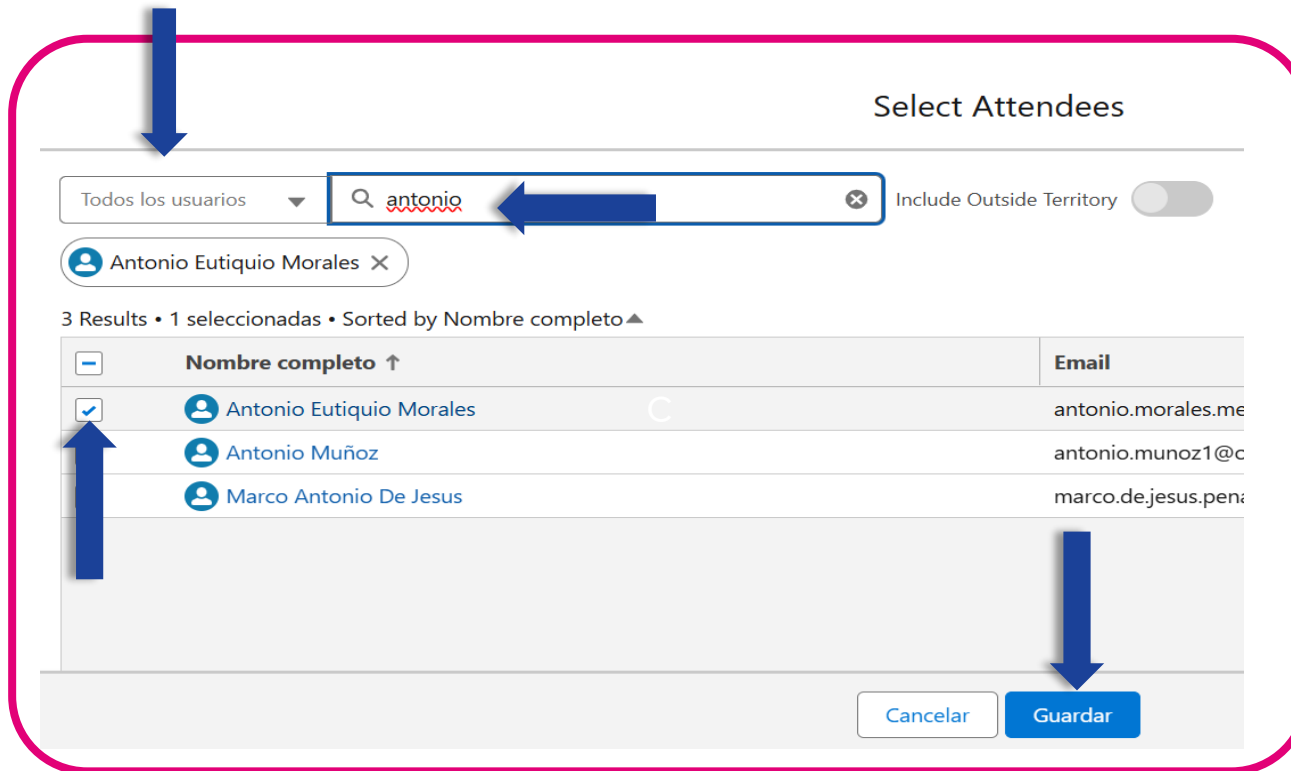 Select Attendees
Todos los usuarios antonio Include Outside Territory
Antonio Eutiquio Morales
3 Results • 1 seleccionadas • Sorted by Nombre completo
Nombre completo Email
Antonio Eutiquio Morales C antonio.morales.me
Antonio Muñoz antonio.munoz1@c
Marco Antonio De Jesus marco.de.jesus.pena
Cancelar Guardar